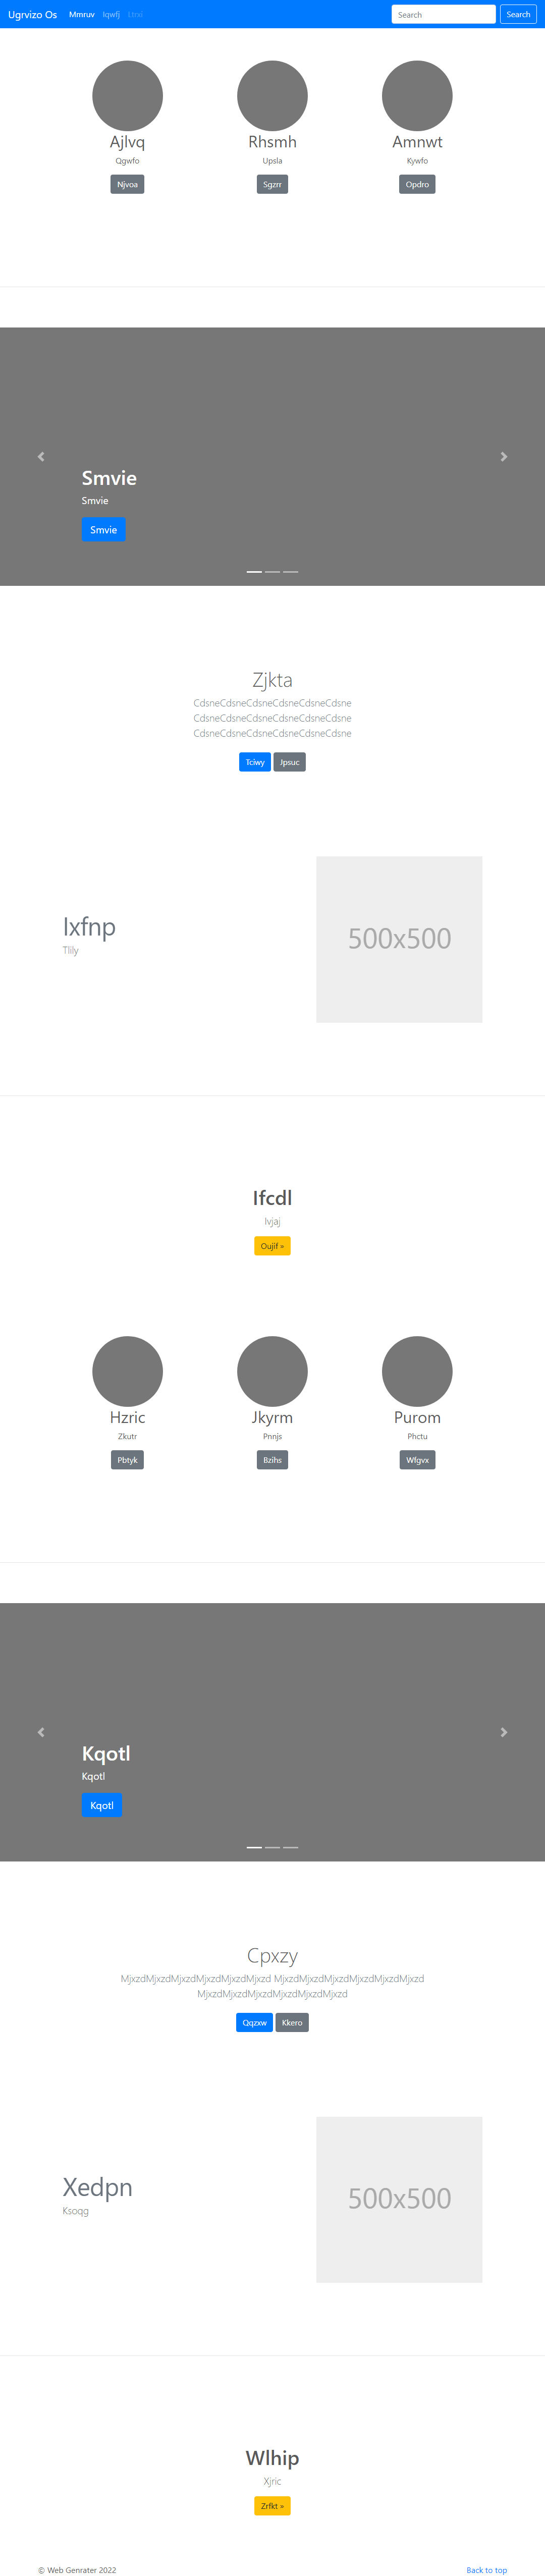 Ugrvizo Os Mmruv Iqwfj Ltrxi Search Search
Ajlvq Rhsmh Amnwt
Qgwfo Upsla Kywfo
Njvoa Sgzrr Opdro
Smvie
Smvie
Smvie
Zjkta
CdsneCdsneCdsneCdsneCdsneCdsne
CdsneCdsneCdsneCdsneCdsneCdsne
CdsneCdsneCdsneCdsneCdsneCdsne
Tciwy Jpsuc
Ixfnp
Tlily
500x500
Ifcdl
Ivjaj
Oujif »
Hzric Jkyrm Purom
Zkutr Pnnjs Phctu
Pbtyk Bzihs Wfgvx
Kqotl
Kqotl
Kqotl
Cpxzy
MjxzdMjxzdMjxzdMjxzdMjxzdMjxzd MjxzdMjxzdMjxzdMjxzdMjxzdMjxzd
MjxzdMjxzdMjxzdMjxzdMjxzdMjxzd
Qqzxw Kkero
Xedpn
Ksoqg
500x500
Wlhip
Xjric
Zrfkt »
© Web Genrater 2022 Back to top